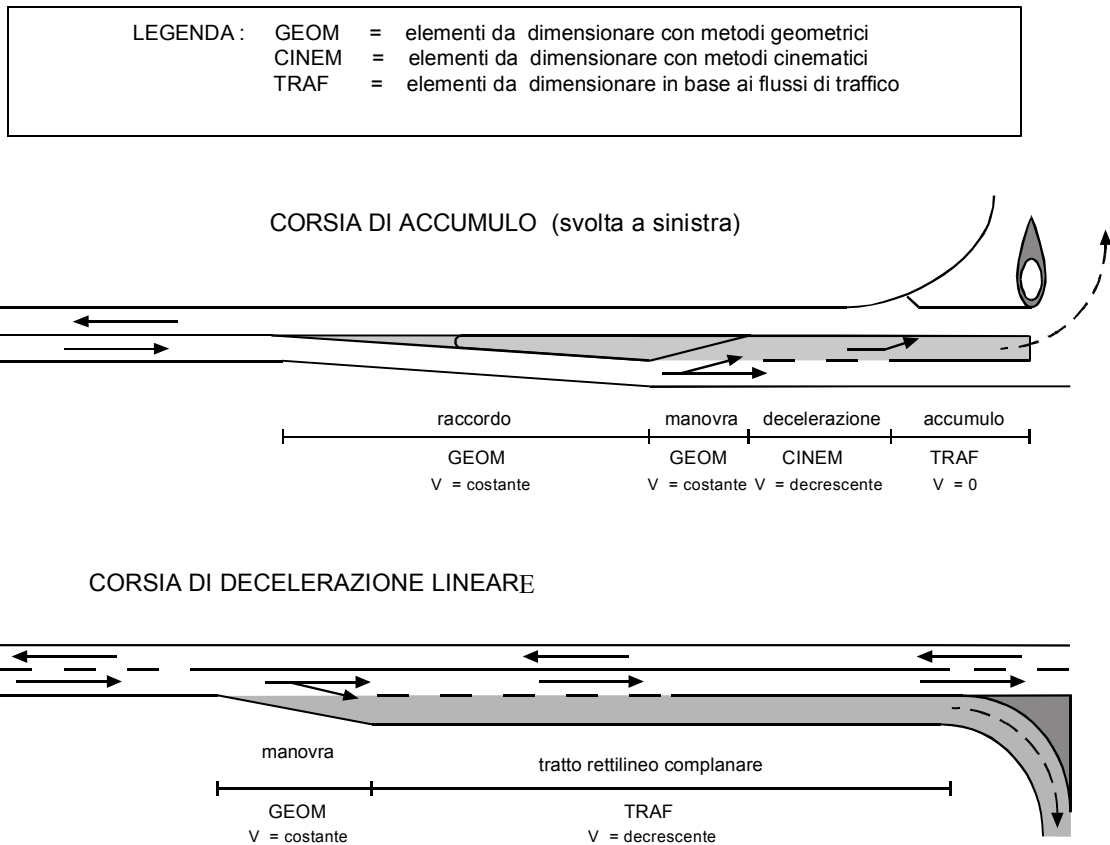 LEGENDA : GEOM = elementi da dimensionare con metodi geometrici
CINEM = elementi da dimensionare con metodi cinematici
TRAF = elementi da dimensionare in base ai flussi di traffico
CORSIA DI ACCUMULO (svolta a sinistra)
raccordo manovra decelerazione accumulo
GEOM GEOM CINEM TRAF
V = costante V = costante V = decrescente V = 0
CORSIA DI DECELERAZIONE LINEARE
manovra tratto rettilineo complanare
GEOM TRAF
V = costante V = decrescente